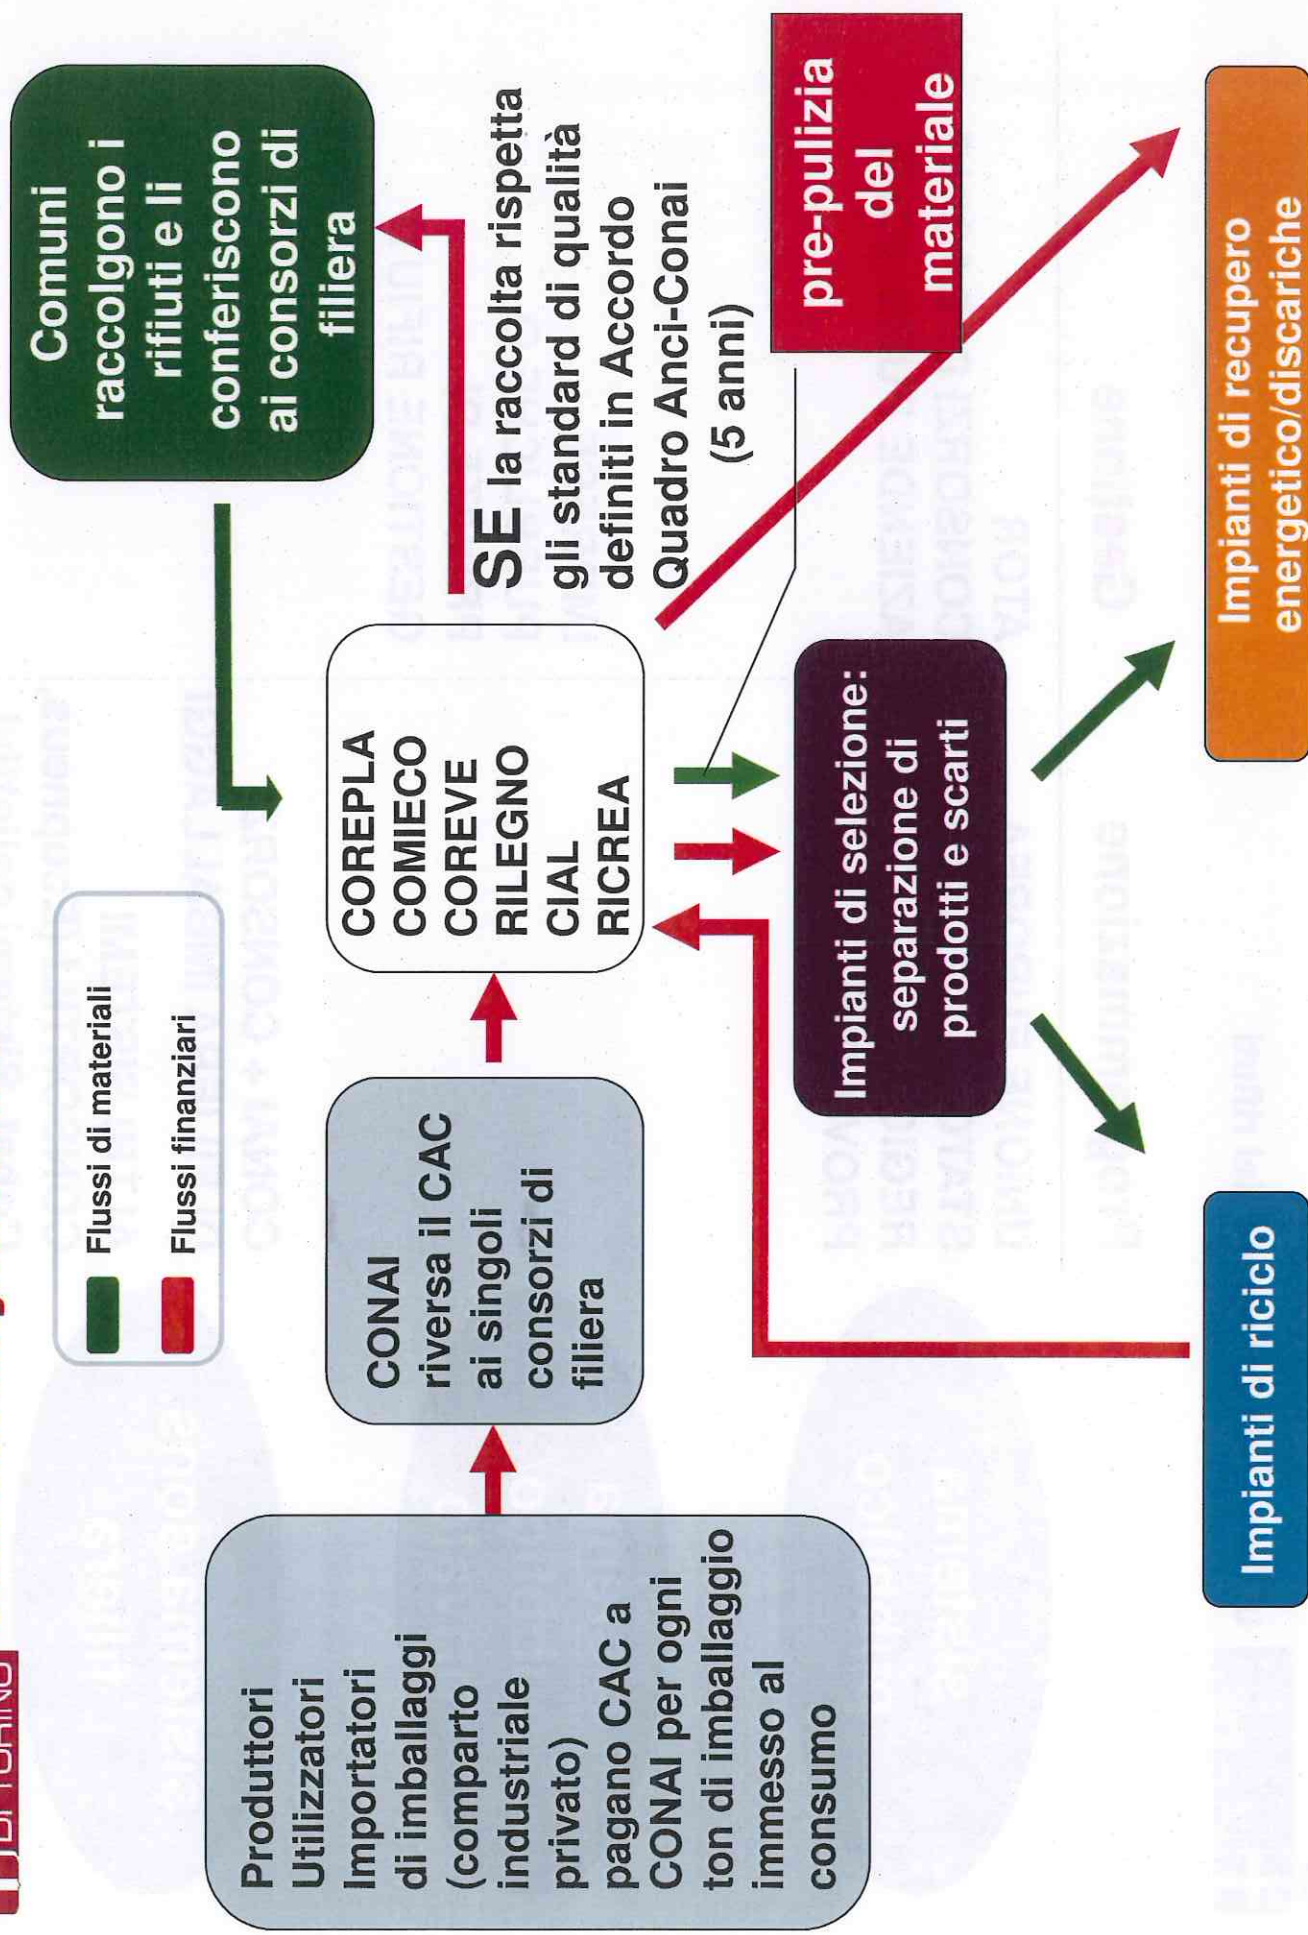 DI TORINO
Flussi di materiali
Flussi finanziari
Produttori
Utilizzatori
Importatori
di imballaggi
(comparto
industriale
privato)
pagano CAC a
CONAI per ogni
ton di imballaggio
immesso al
consumo
CONAI
riversa il CAC
ai singoli
consorzi di
filiera
COREPLA
COMIECO
COREVE
RILEGNO
CIAL
RICREA
Comuni
raccolgono i
rifiuti e li
conferiscono
ai consorzi di
filiera
SE la raccolta rispetta
gli standard di qualità
definiti in Accordo
Quadro Anci-Conai
(5 anni)
pre-pulizia
del
materiale
Impianti di selezione:
separazione di
prodotti e scarti
Impianti di riciclo
Impianti di recupero
energetico/discariche